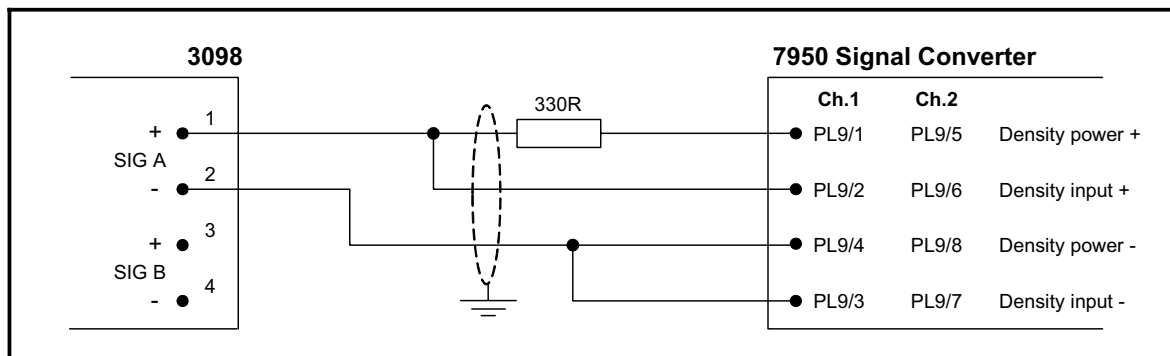 3098
7950 Signal Converter
Ch.1 Ch.2
330R
+ 1
SIG A
- 2
+ 3
SIG B
- 4
PL9/1 PL9/5 Density power +
PL9/2 PL9/6 Density input +
PL9/4 PL9/8 Density power -
PL9/3 PL9/7 Density input -